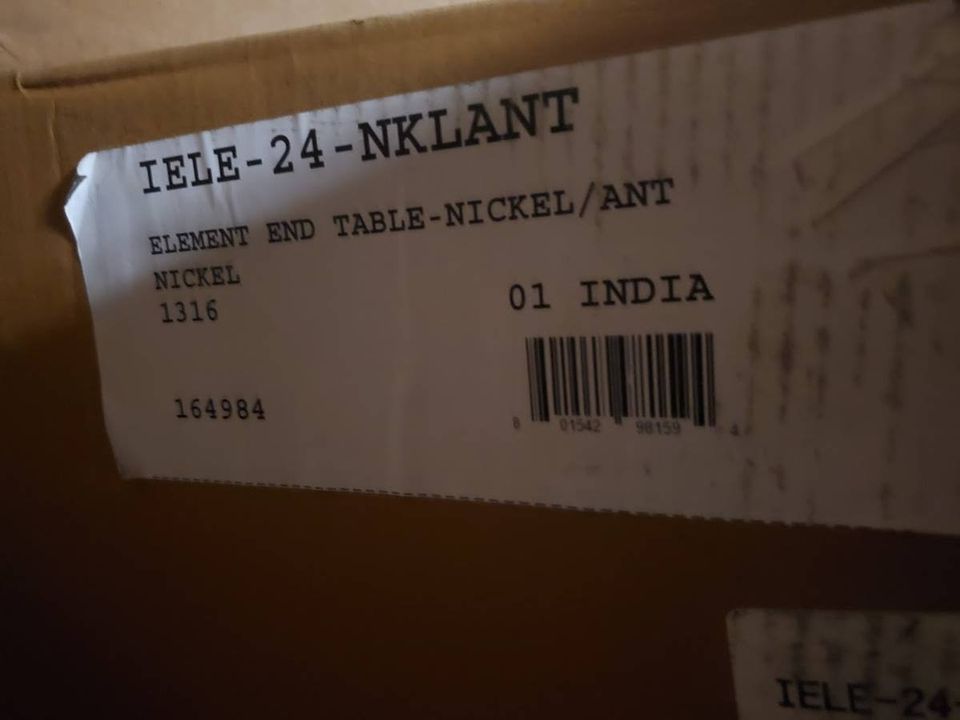 IELE-24-NKLANT
ELEMENT END TABLE-NICKEL/ANT
NICKEL
1316
01 INDIA
164984
8 01542 98159 4
IELE-24-